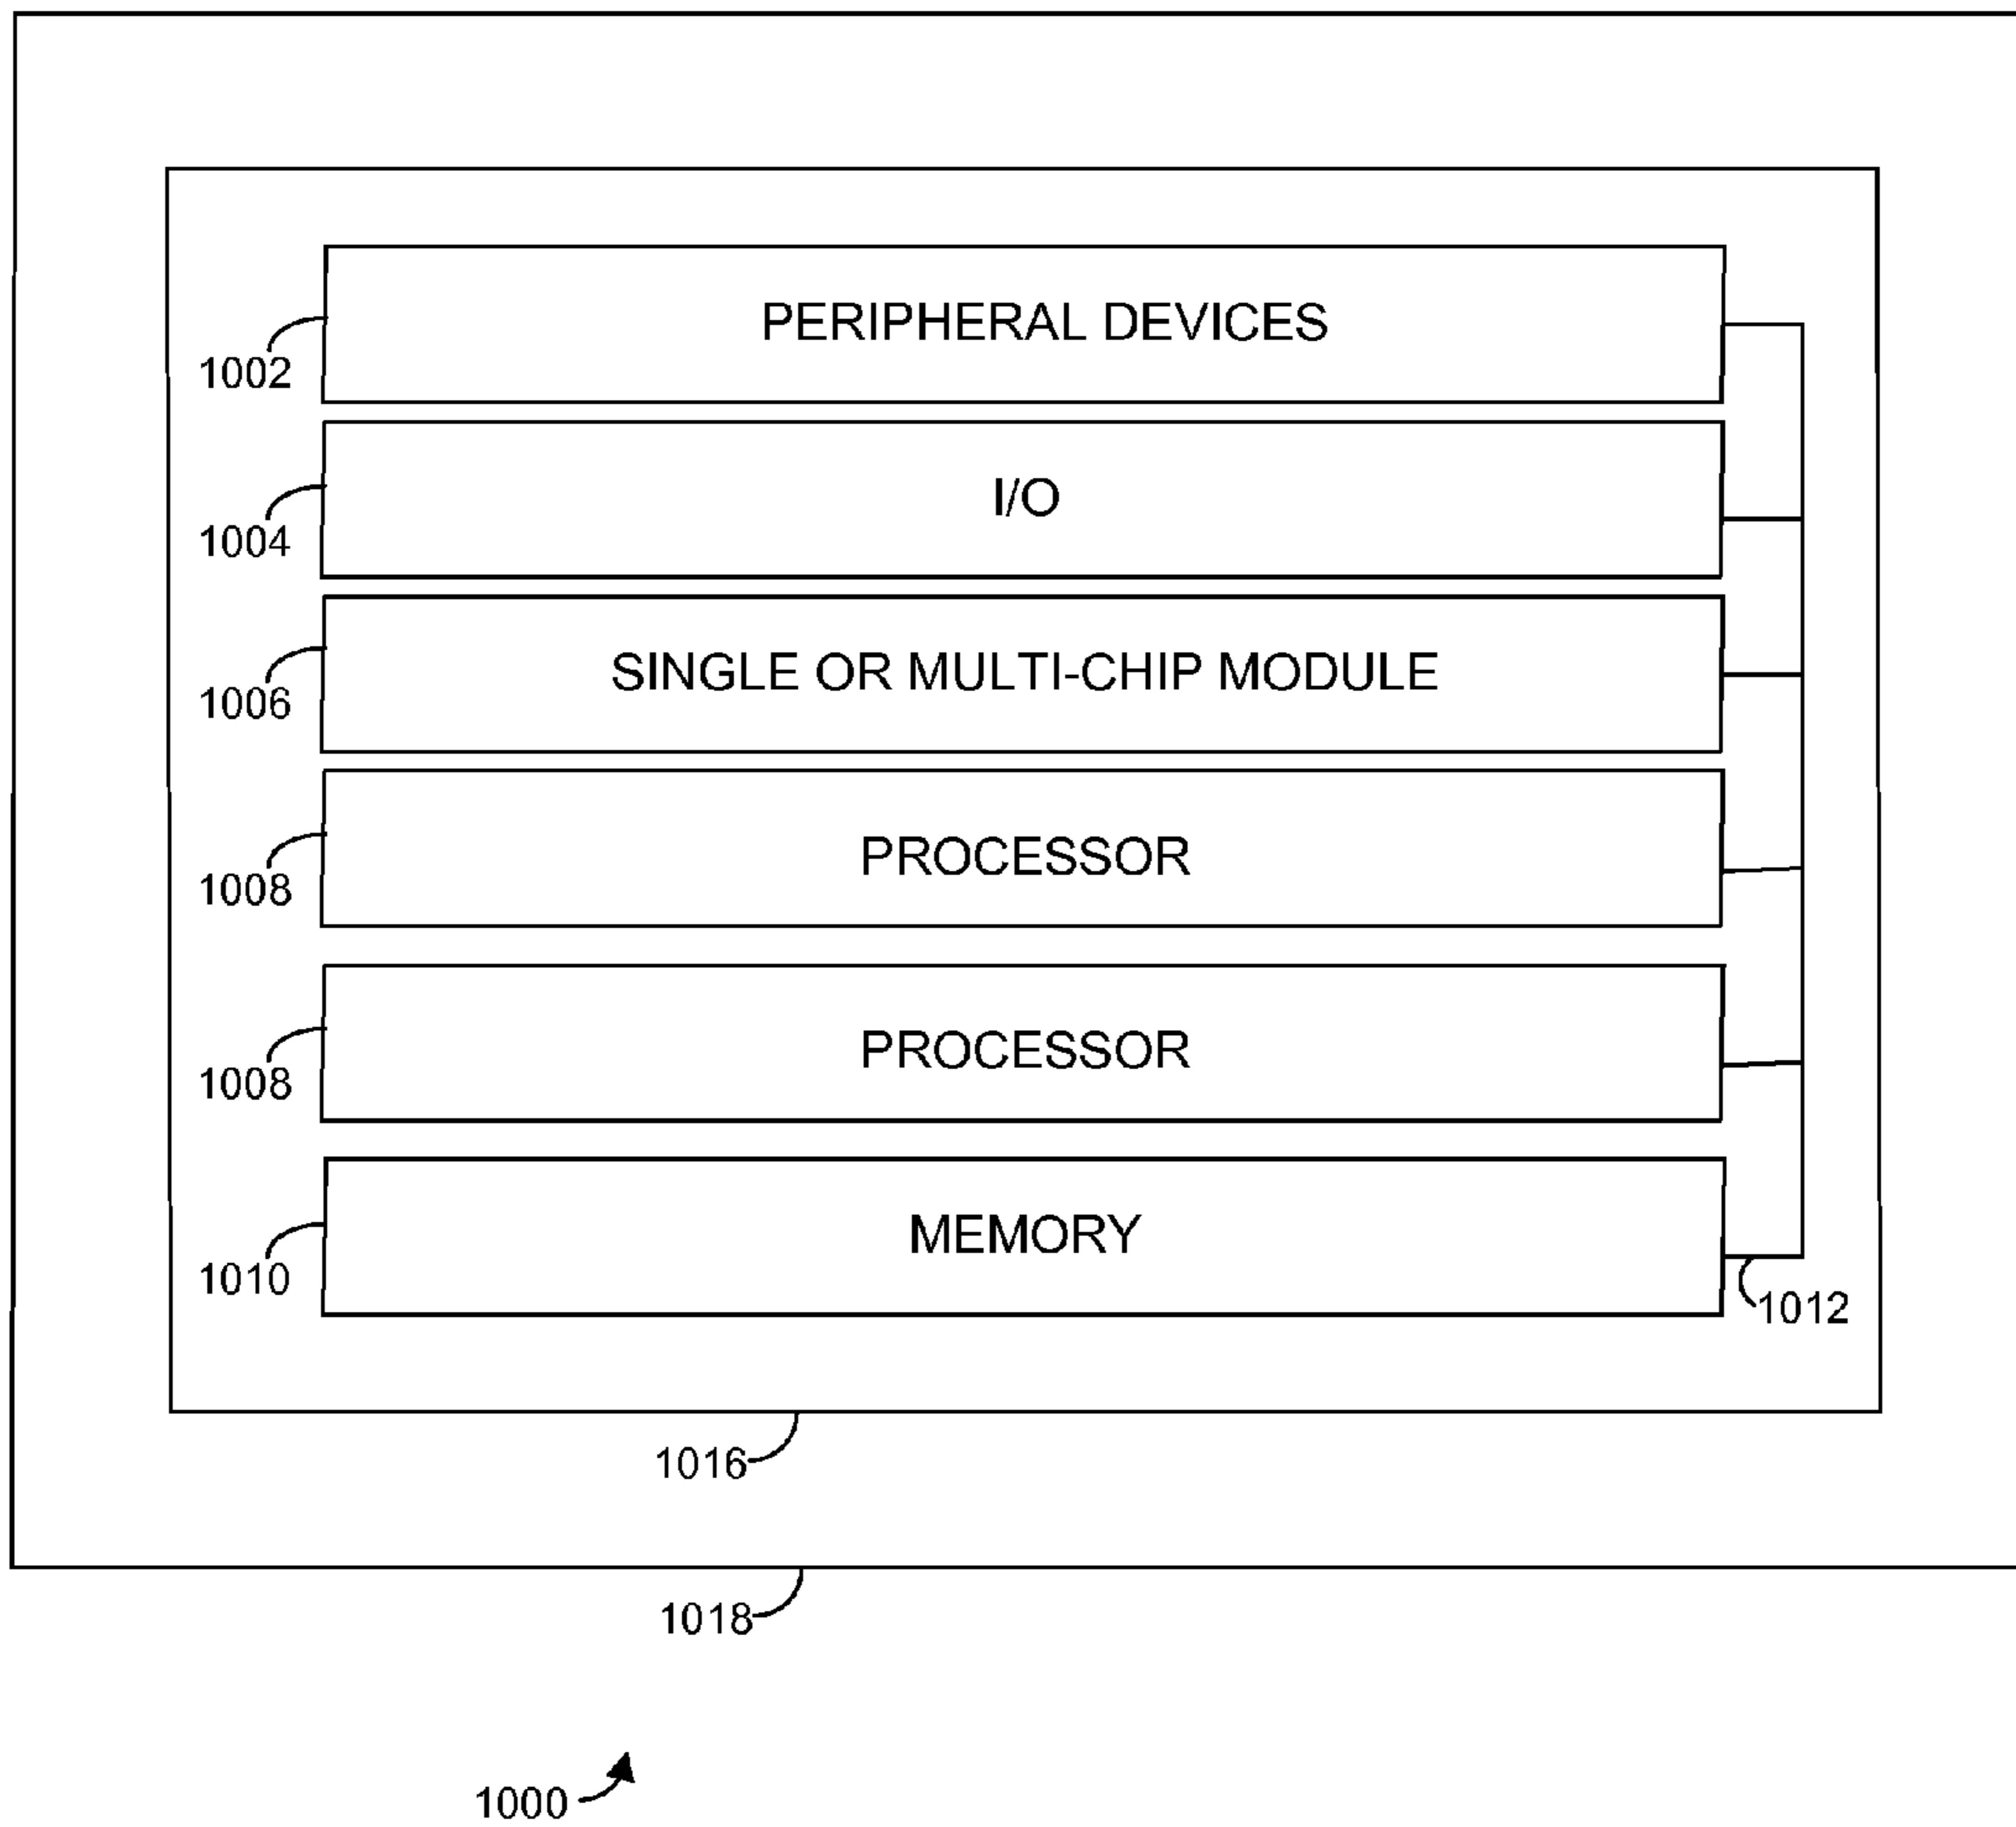 PERIPHERAL DEVICES
1002
I/O
1004
SINGLE OR MULTI-CHIP MODULE
1006
PROCESSOR
1008
PROCESSOR
1008
MEMORY
1010
1012
1016
1018
1000